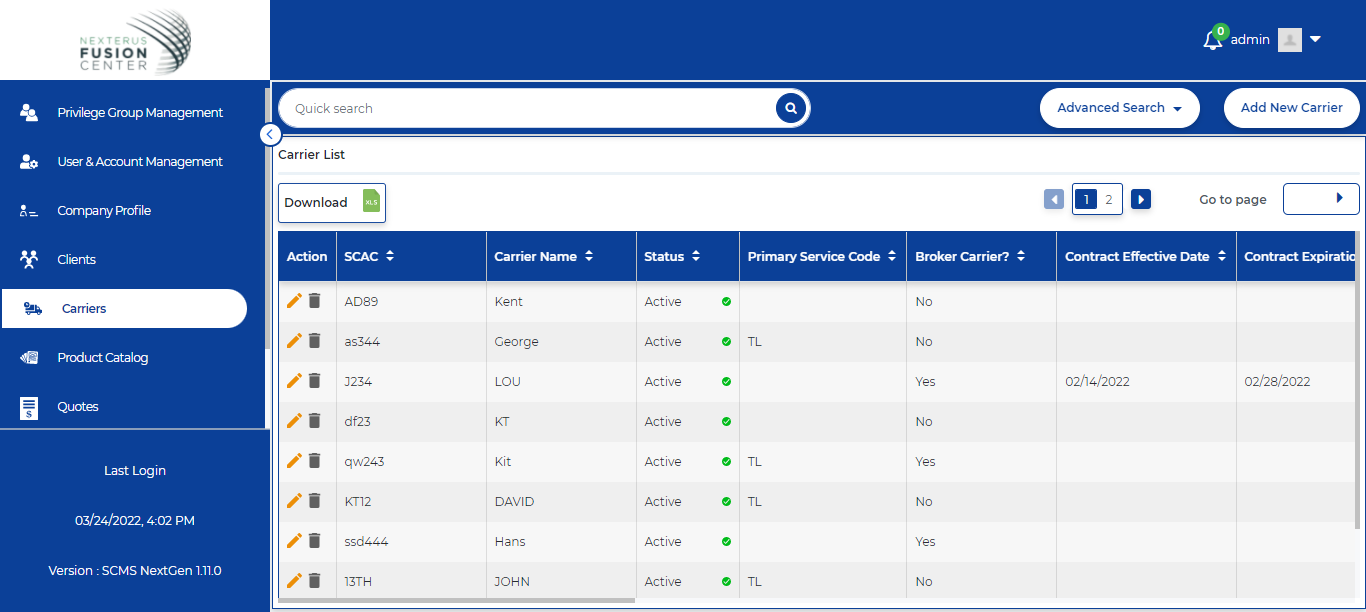 NEXTERUS
FUSION
CENTER
0
admin
Privilege Group Management
User & Account Management
Company Profile
Clients
Carriers
Product Catalog
Quotes
$
Last Login
03/24/2022, 4:02 PM
Version : SCMS NextGen 1.11.0
Quick search
Advanced Search
Add New Carrier
Carrier List
Download XLS
1 2
Go to page
Action SCAC Carrier Name Status Primary Service Code Broker Carrier? Contract Effective Date Contract Expiratio
AD89 Kent Active No
as344 George Active TL No
J234 LOU Active Yes 02/14/2022 02/28/2022
df23 KT Active No
qw243 Kit Active TL Yes
KT12 DAVID Active TL No
ssd444 Hans Active Yes
13TH JOHN Active TL No